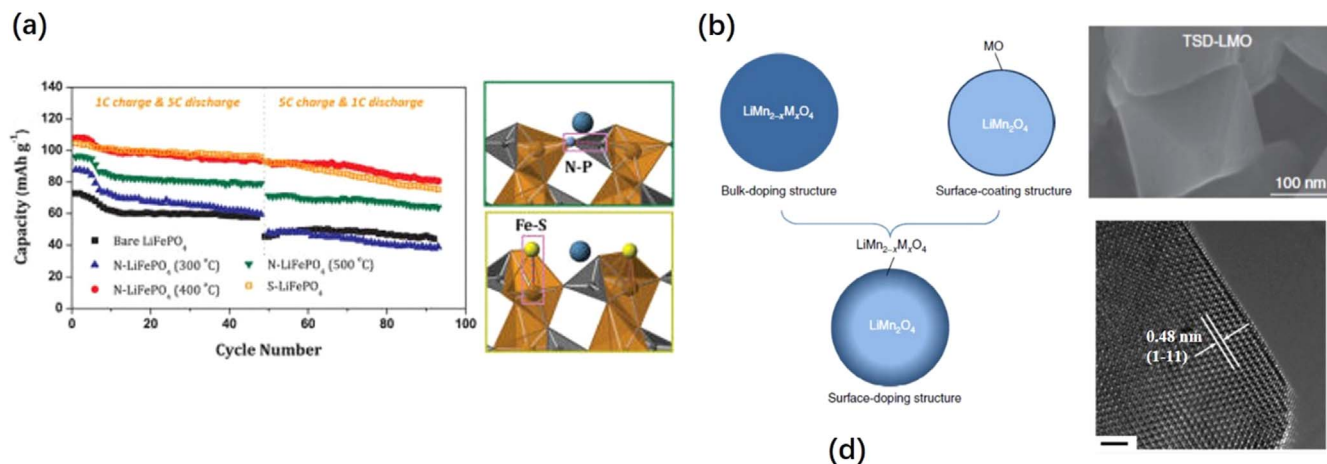 (a)
140
120
100
80
60
40
20
0
Capacity (mAh g⁻¹)
1C charge & 5C discharge
5C charge & 1C discharge
Bare LiFePO₄
N-LiFePO₄ (300 °C)
N-LiFePO₄ (400 °C)
N-LiFePO₄ (500 °C)
S-LiFePO₄
0 20 40 60 80 100
Cycle Number
N-P
Fe-S
(b)
LiMn₂₋ₓMₓO₄
Bulk-doping structure
MO
LiMn₂O₄
Surface-coating structure
LiMn₂₋ₓMₓO₄
LiMn₂O₄
Surface-doping structure
TSD-LMO
100 nm
0.48 nm
(1-11)
(d)